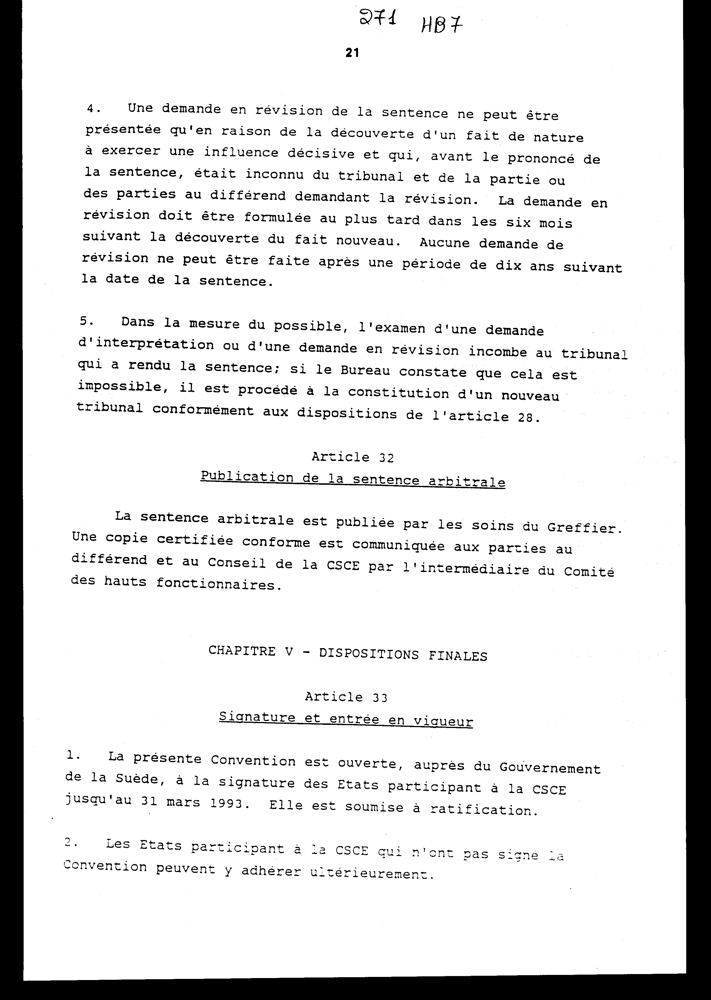 271 HB7
21
4. Une demande en révision de la sentence ne peut être
présentée qu'en raison de la découverte d'un fait de nature
à exercer une influence décisive et qui, avant le prononcé de
la sentence, était inconnu du tribunal et de la partie ou
des parties au différend demandant la révision. La demande en
révision doit être formulée au plus tard dans les six mois
suivant la découverte du fait nouveau. Aucune demande de
révision ne peut être faite après une période de dix ans suivant
la date de la sentence.
5. Dans la mesure du possible, l'examen d'une demande
d'interprétation ou d'une demande en révision incombe au tribunal
qui a rendu la sentence; si le Bureau constate que cela est
impossible, il est procédé à la constitution d'un nouveau
tribunal conformément aux dispositions de l'article 28.
Article 32
Publication de la sentence arbitrale
La sentence arbitrale est publiée par les soins du Greffier.
Une copie certifiée conforme est communiquée aux parties au
différend et au Conseil de la CSCE par l'intermédiaire du Comité
des hauts fonctionnaires.
CHAPITRE V - DISPOSITIONS FINALES
Article 33
Signature et entrée en vigueur
1. La présente Convention est ouverte, auprès du Gouvernement
de la Suède, à la signature des Etats participant à la CSCE
jusqu'au 31 mars 1993. Elle est soumise à ratification.
2. Les Etats participant à la CSCE qui n'ont pas signé la
Convention peuvent y adhérer ultérieurement.